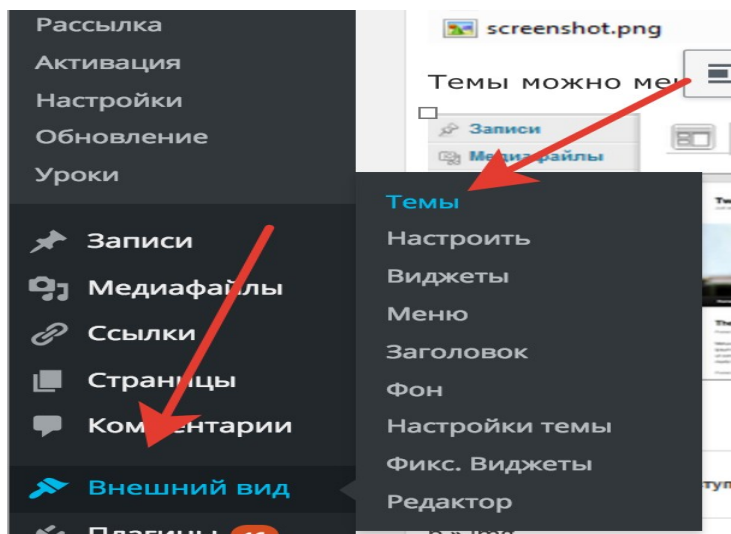 Рассылка
Активация
Настройки
Обновление
Уроки
Записи
Медиафайлы
Ссылки
Страницы
Комментарии
Внешний вид
Плагины
screenshot.png
Темы можно
Записи
Медиафайлы
Темы
Настроить
Виджеты
Меню
Заголовок
Фон
Настройки темы
Фикс. Виджеты
Редактор